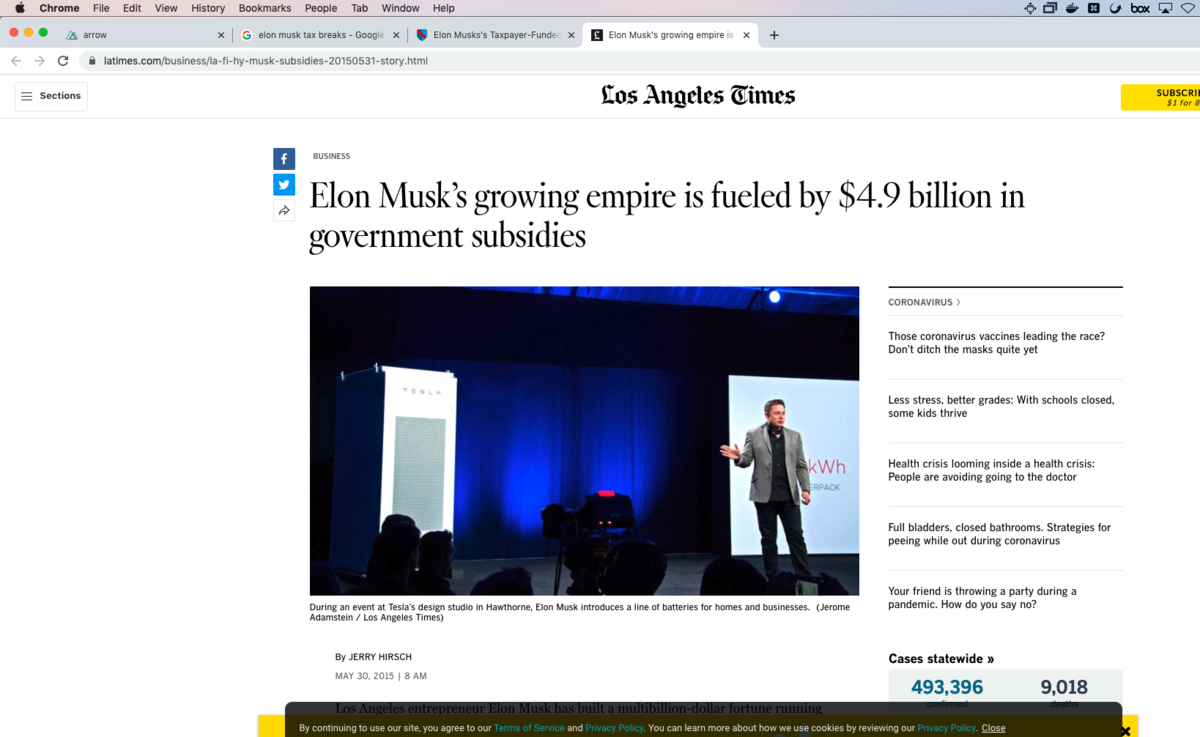 Chrome File Edit View History Bookmarks People Tab Window Help
box
arrow
elon musk tax breaks - Google
Elon Musks's Taxpayer-Funded
Elon Musk's growing empire is
latimes.com/business/la-fi-hy-musk-subsidies-20150531-story.html
Sections
Los Angeles Times
SUBSCRI
$1 for 8
BUSINESS
Elon Musk's growing empire is fueled by $4.9 billion in
government subsidies
TESLA
kWh
ERPACK
During an event at Tesla's design studio in Hawthorne, Elon Musk introduces a line of batteries for homes and businesses. (Jerome
Adamstein / Los Angeles Times)
By JERRY HIRSCH
MAY 30, 2015 | 8 AM
Los Angeles entrepreneur Elon Musk has built a multibillion-dollar fortune running
CORONAVIRUS
Those coronavirus vaccines leading the race?
Don't ditch the masks quite yet
Less stress, better grades: With schools closed,
some kids thrive
Health crisis looming inside a health crisis:
People are avoiding going to the doctor
Full bladders, closed bathrooms. Strategies for
peeing while out during coronavirus
Your friend is throwing a party during a
pandemic. How do you say no?
Cases statewide »
493,396 9,018
confirmed deaths
By continuing to use our site, you agree to our Terms of Service and Privacy Policy. You can learn more about how we use cookies by reviewing our Privacy Policy. Close